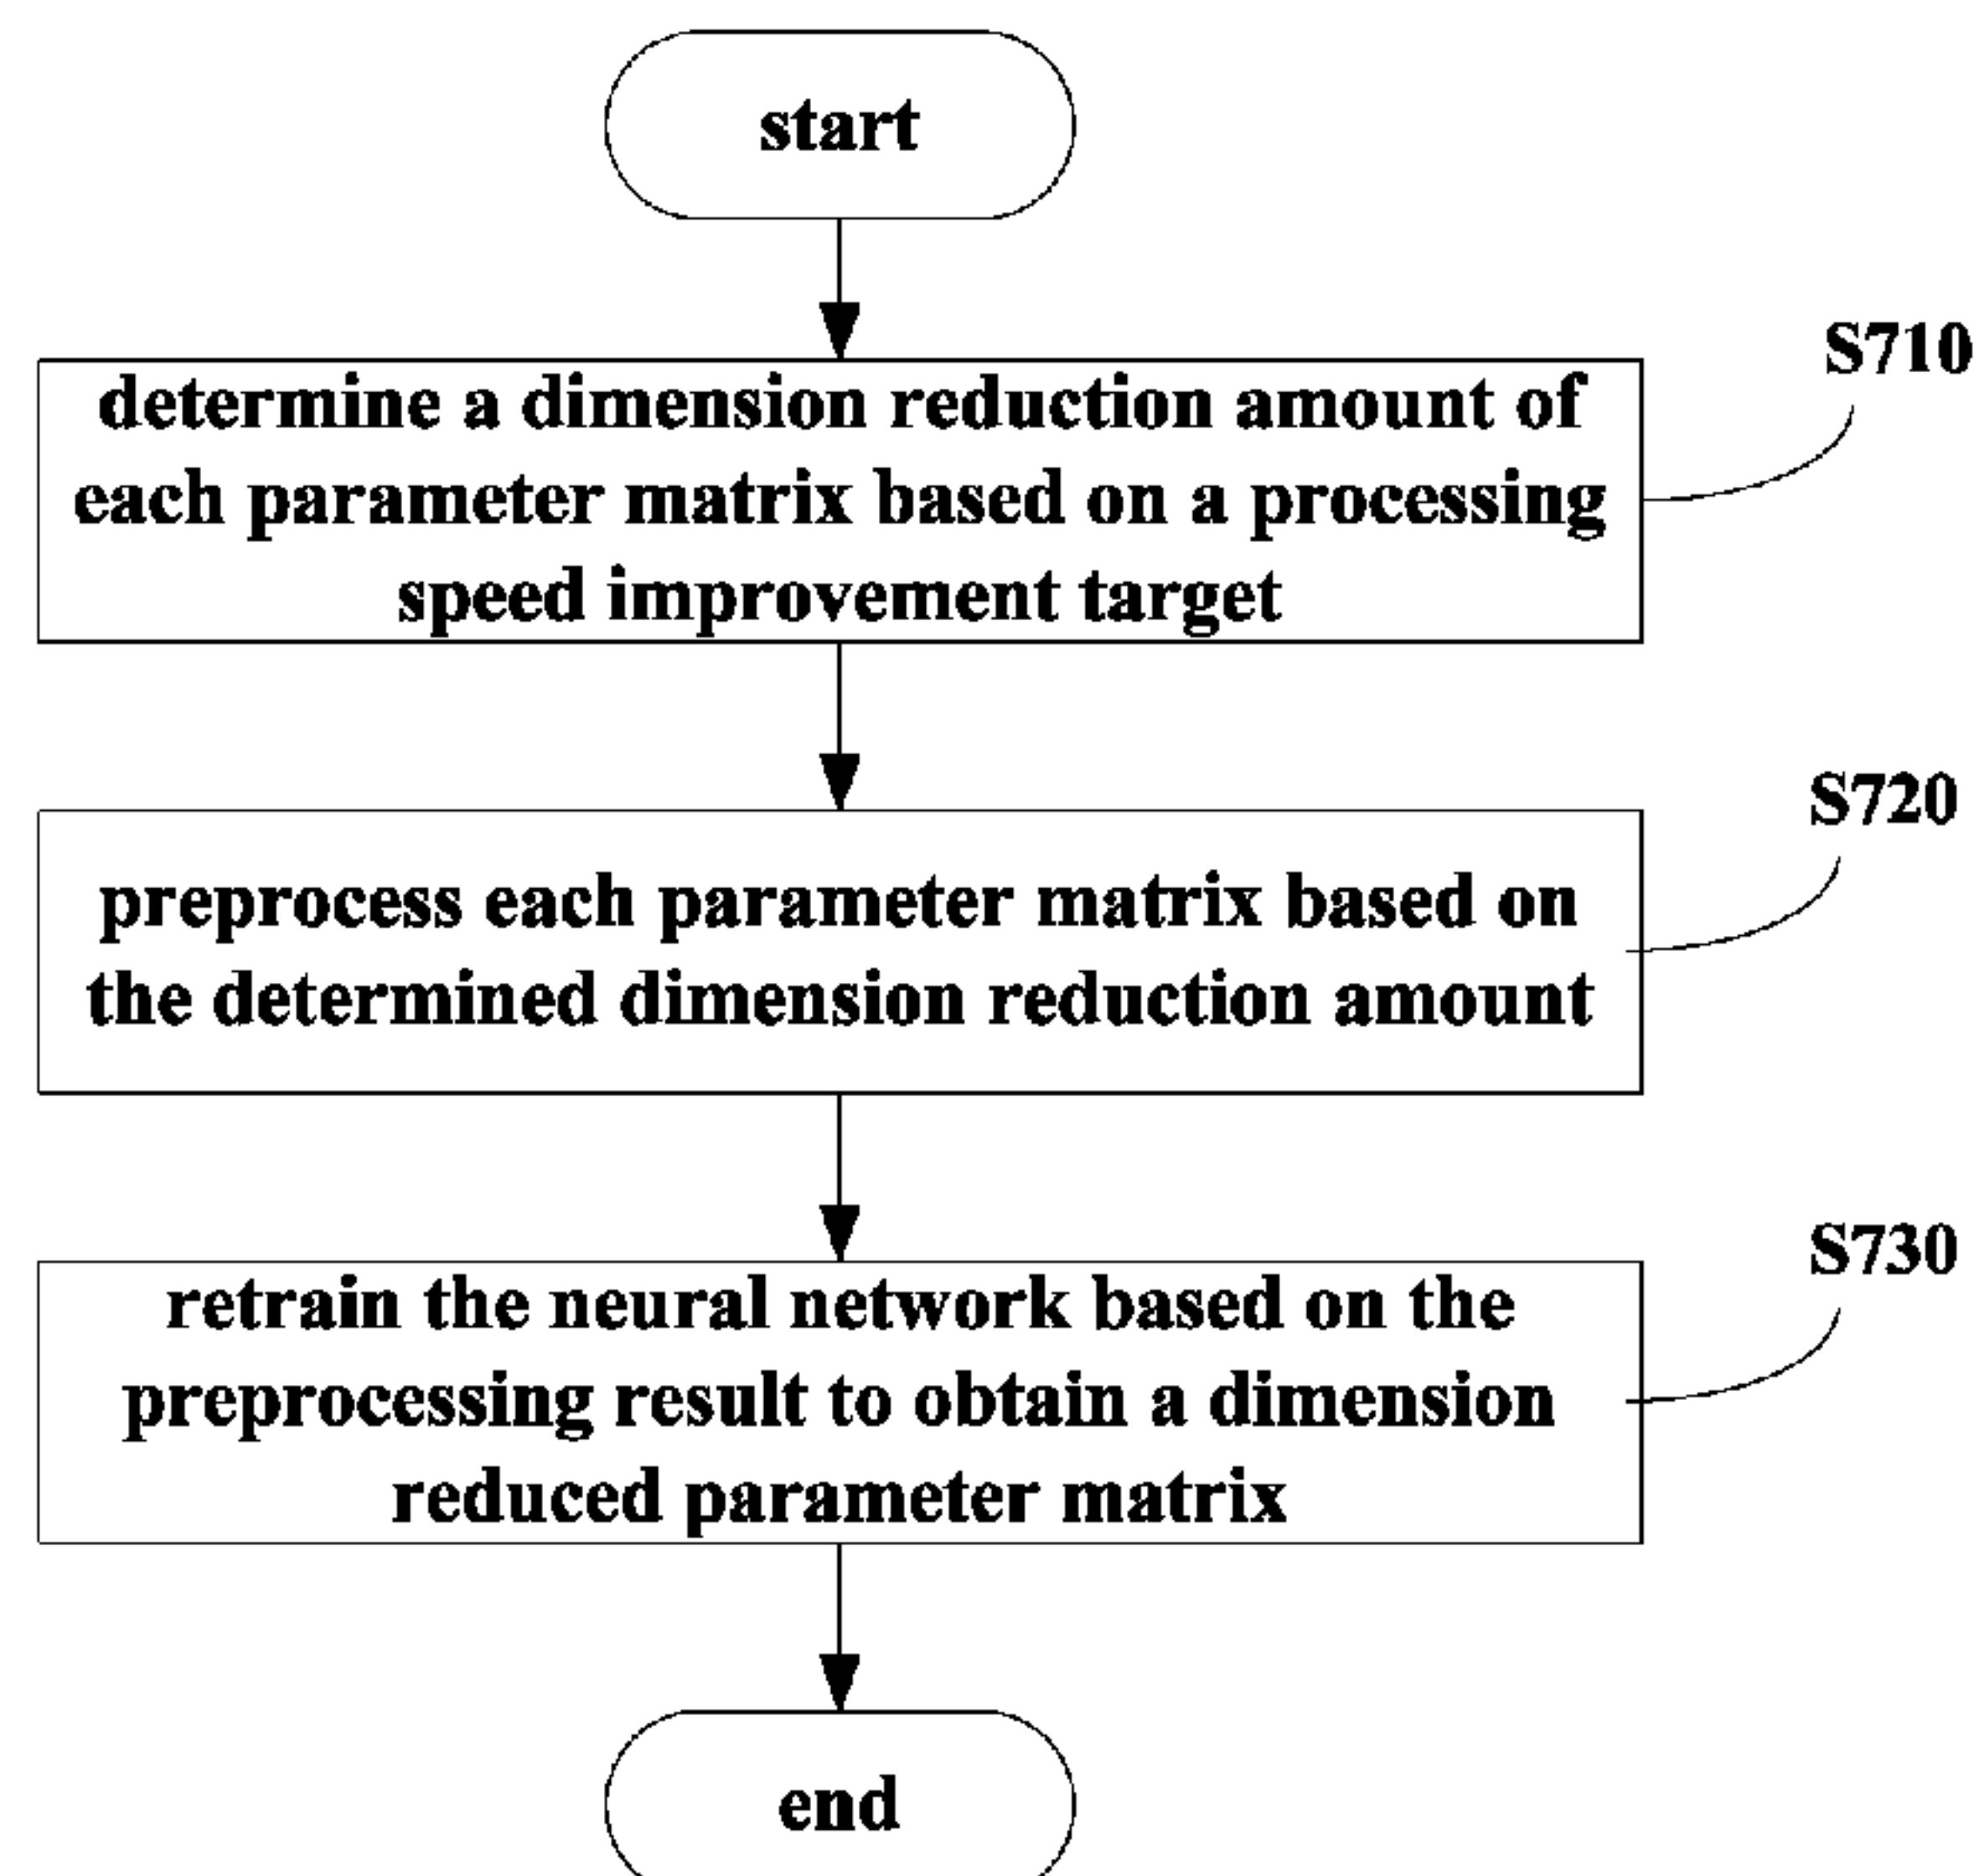 start
S710
determine a dimension reduction amount of
each parameter matrix based on a processing
speed improvement target
S720
preprocess each parameter matrix based on
the determined dimension reduction amount
S730
retrain the neural network based on the
preprocessing result to obtain a dimension
reduced parameter matrix
end